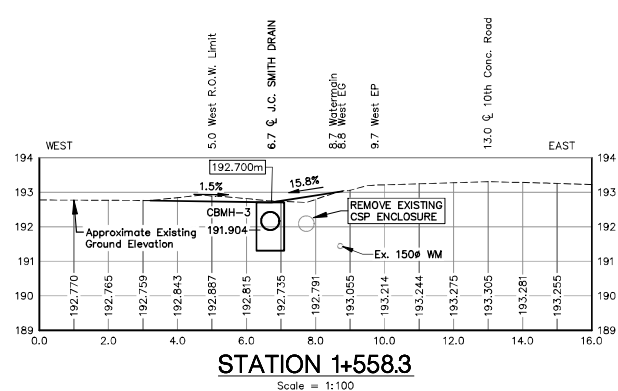 5.0 West R.O.W. Limit
6.7 ℄ J.C. SMITH DRAIN
8.7 Watermain
8.8 West EG
9.7 West EP
13.0 ℄ 10th Conc. Road
194 WEST EAST 194
192.700m
193 1.5% 15.8% 193
CBMH-3
REMOVE EXISTING
CSP ENCLOSURE
192 191.904 192
Approximate Existing
Ground Elevation
Ex. 150ø WM
191 191
190 190
192.770 192.765 192.759 192.843 192.887 192.815 192.735 192.791 193.055 193.214 193.244 193.275 193.305 193.281 193.255
189 189
0.0 2.0 4.0 6.0 8.0 10.0 12.0 14.0 16.0
STATION 1+558.3
Scale = 1:100